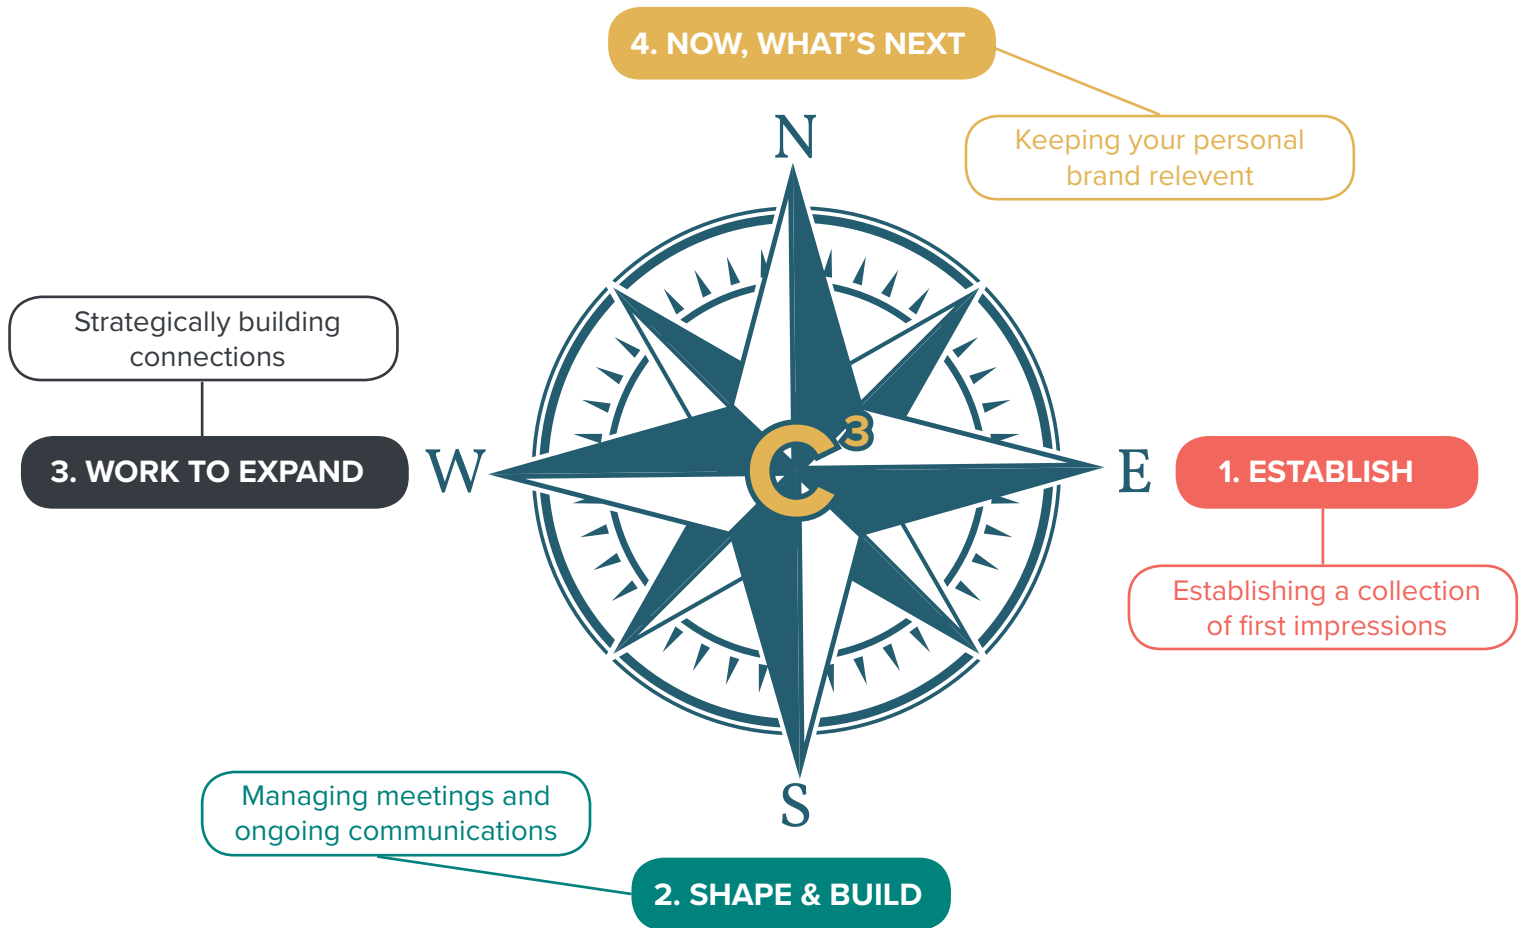 4. NOW, WHAT'S NEXT
Keeping your personal
brand relevent
N
Strategically building
connections
3. WORK TO EXPAND
W
C³
E
1. ESTABLISH
Establishing a collection
of first impressions
Managing meetings and
ongoing communications
S
2. SHAPE & BUILD